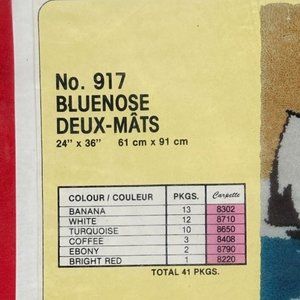 No. 917
BLUENOSE
DEUX-MÂTS
24" x 36" 61 cm x 91 cm
COLOUR / COULEUR PKGS. Carpette
BANANA 13 8302
WHITE 12 8710
TURQUOISE 10 8650
COFFEE 3 8408
EBONY 2 8790
BRIGHT RED 1 8220
TOTAL 41 PKGS.